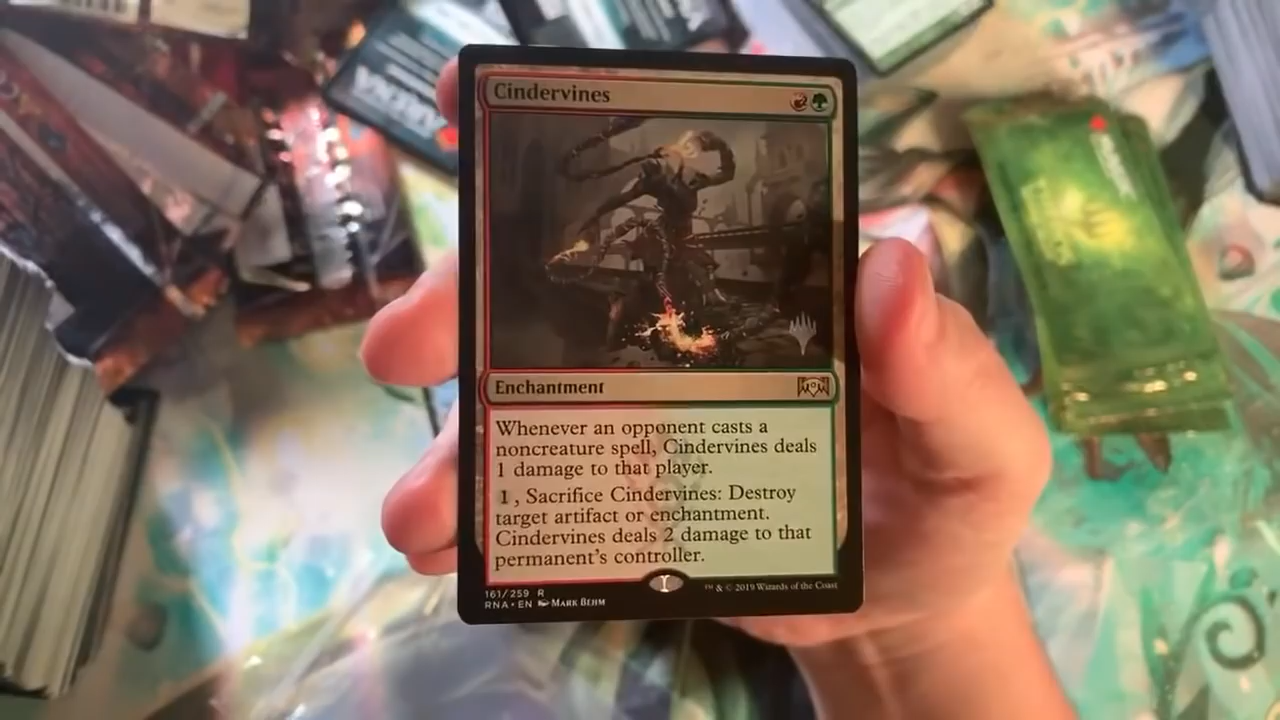 Cindervines
Enchantment
Whenever an opponent casts a
noncreature spell, Cindervines deals
1 damage to that player.
1, Sacrifice Cindervines: Destroy
target artifact or enchantment.
Cindervines deals 2 damage to that
permanent's controller.
161/259 R
RNA • EN MARK BEHM
™ & © 2019 Wizards of the Coast